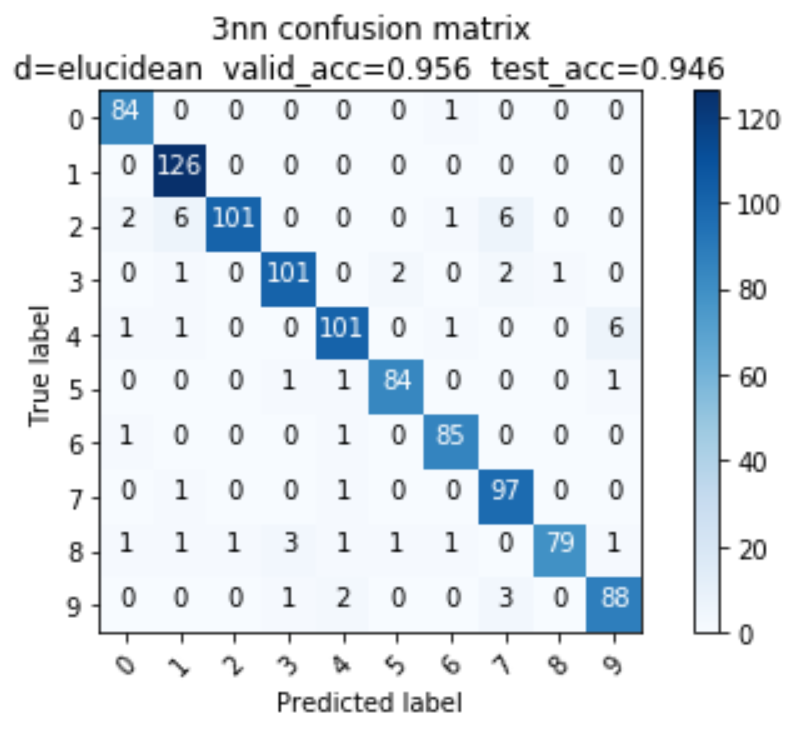 3nn confusion matrix
d=elucidean valid_acc=0.956 test_acc=0.946
0 84 0 0 0 0 0 1 0 0 0
1 0 126 0 0 0 0 0 0 0 0
2 2 6 101 0 0 0 1 6 0 0
3 0 1 0 101 0 2 0 2 1 0
4 1 1 0 0 101 0 1 0 0 6
5 0 0 0 1 1 84 0 0 0 1
6 1 0 0 0 1 0 85 0 0 0
7 0 1 0 0 1 0 0 97 0 0
8 1 1 1 3 1 1 1 0 79 1
9 0 0 0 1 2 0 0 3 0 88
0 1 2 3 4 5 6 7 8 9
True label
Predicted label
120
100
80
60
40
20
0